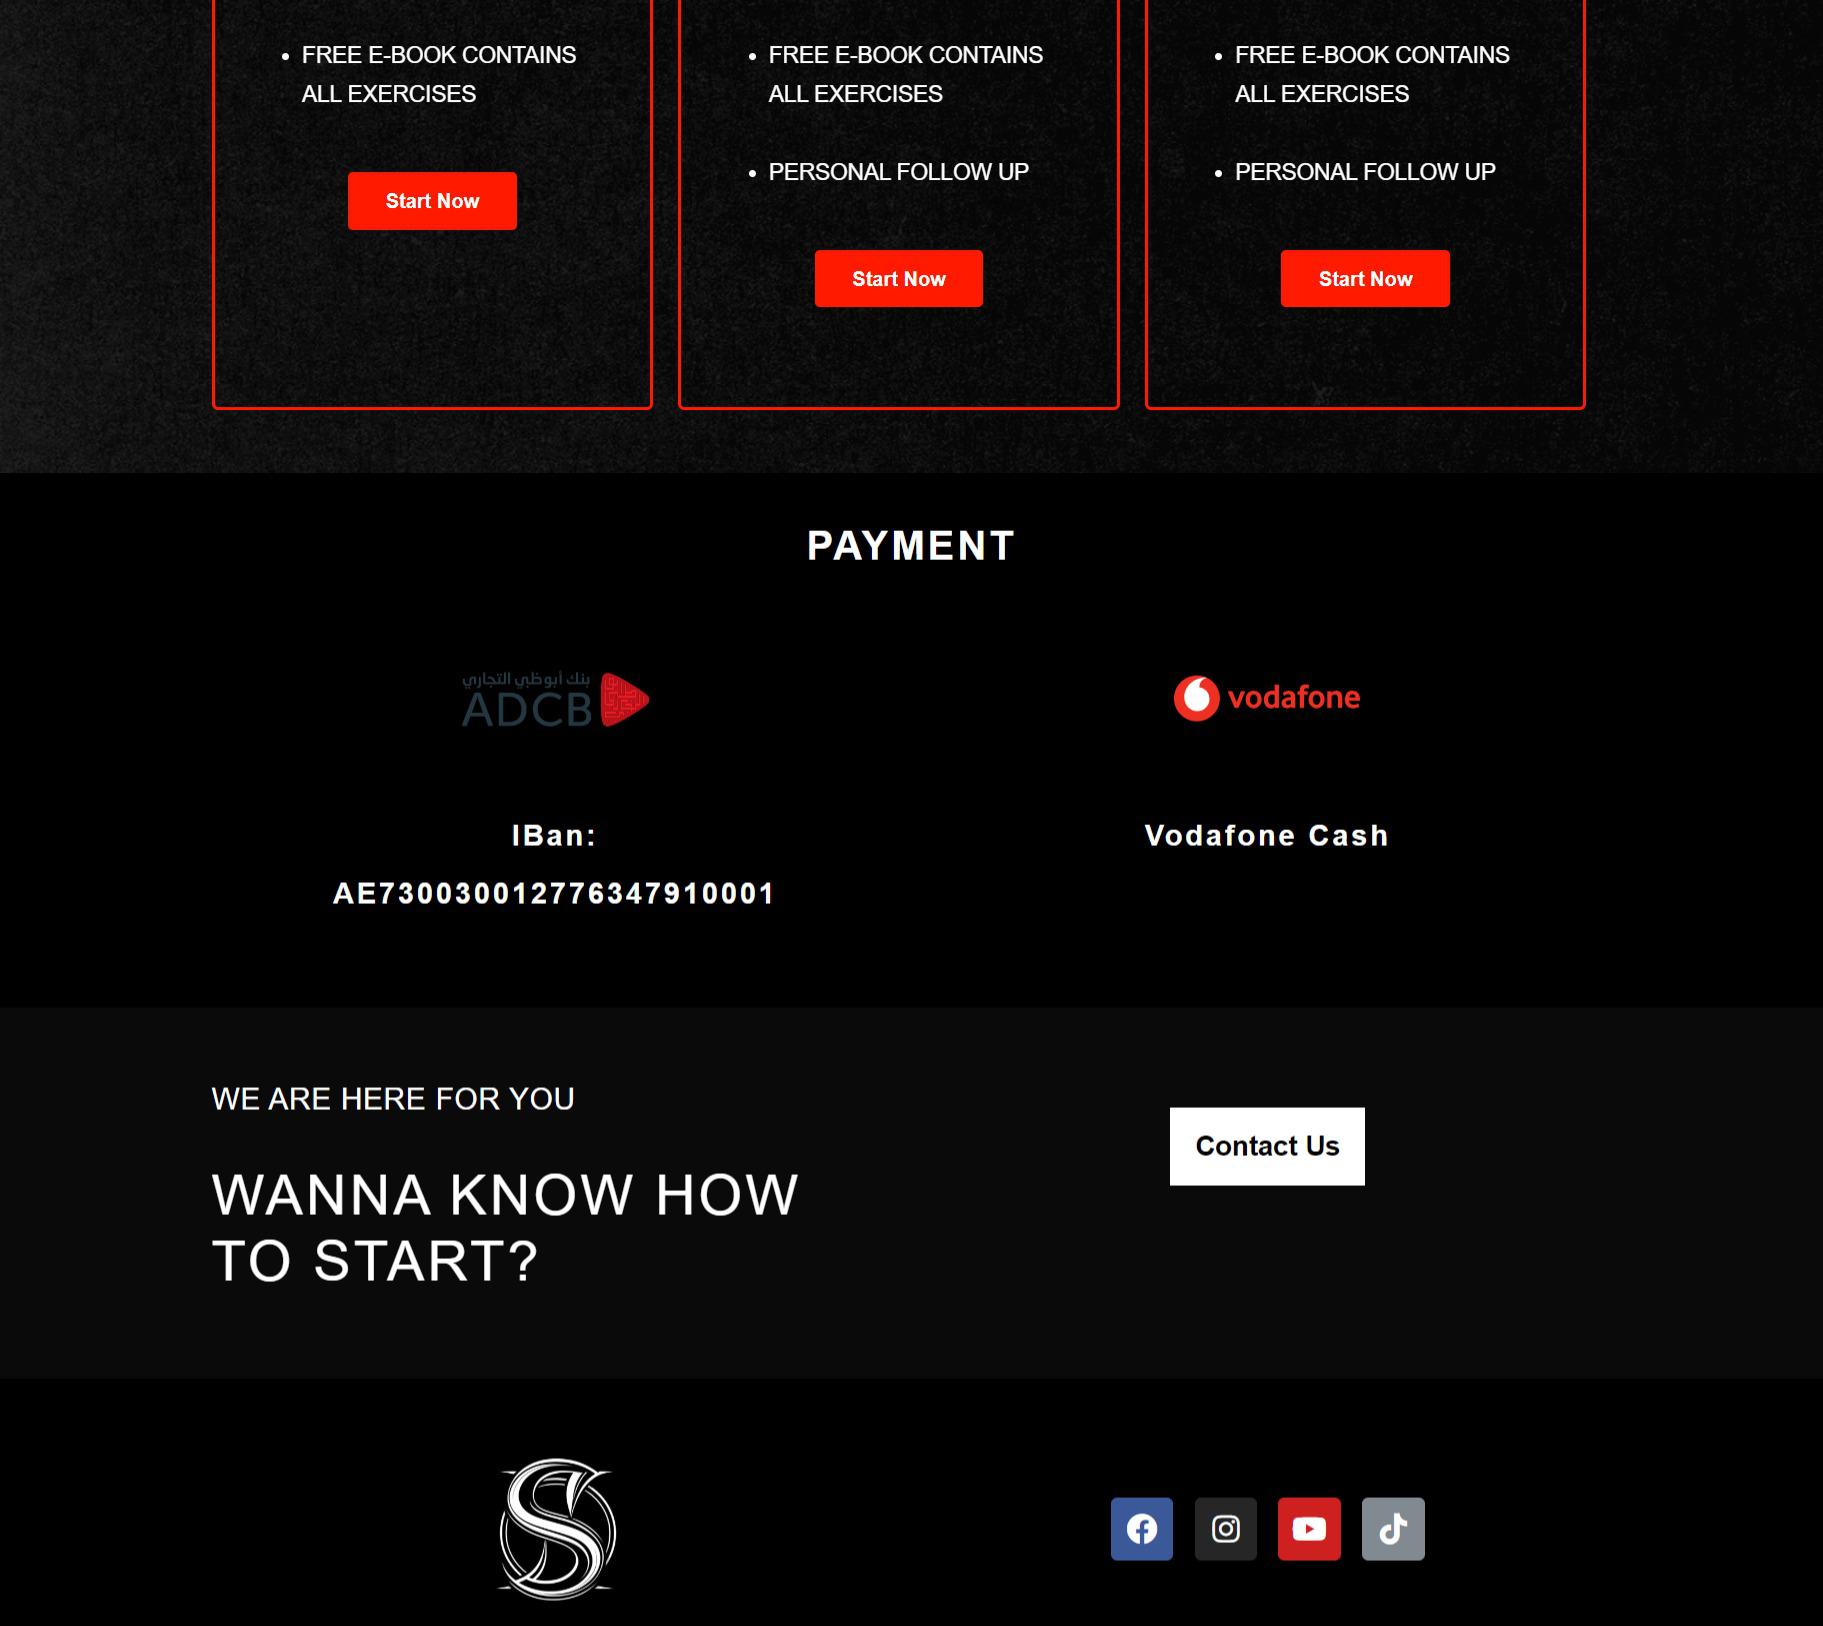 FREE E-BOOK CONTAINS
ALL EXERCISES
Start Now
FREE E-BOOK CONTAINS
ALL EXERCISES
PERSONAL FOLLOW UP
Start Now
FREE E-BOOK CONTAINS
ALL EXERCISES
PERSONAL FOLLOW UP
Start Now
PAYMENT
بنك أبوظبي التجاري
ADCB
IBan:
AE730030012776347910001
vodafone
Vodafone Cash
WE ARE HERE FOR YOU
WANNA KNOW HOW
TO START?
Contact Us
S